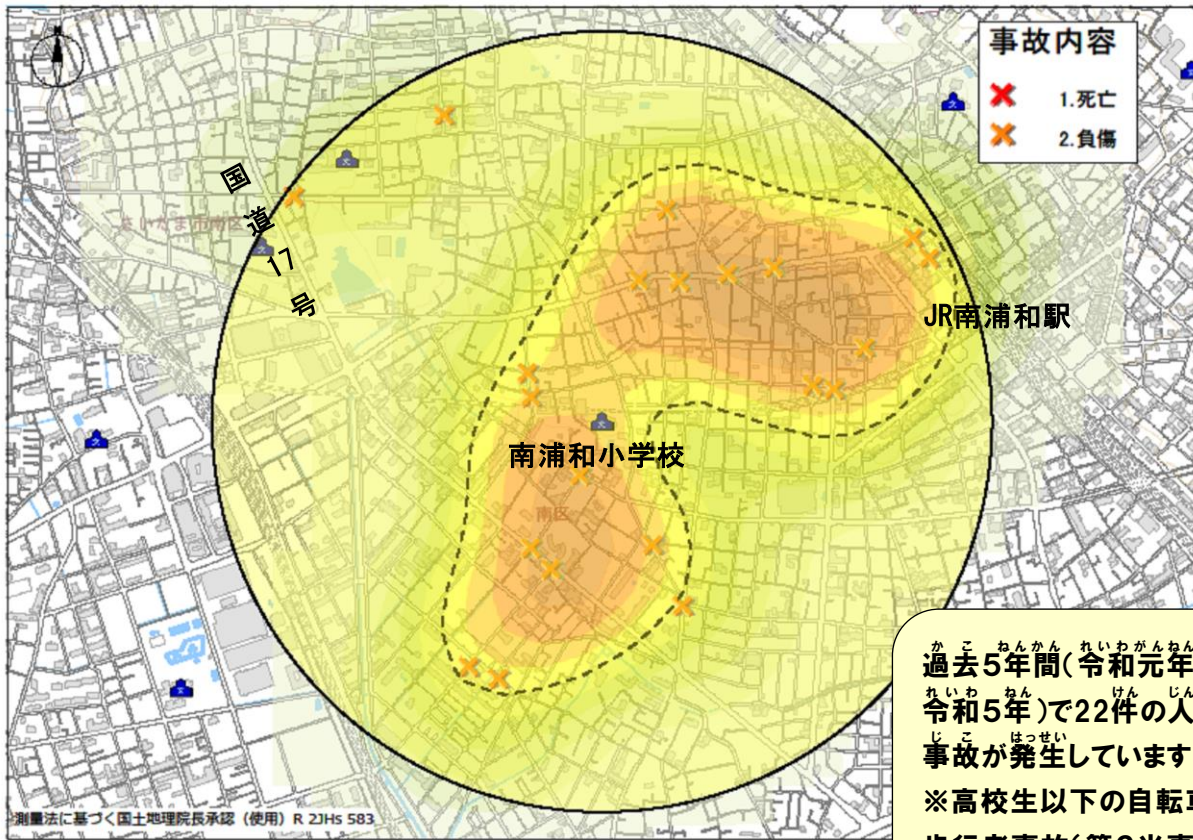 事故内容
1.死亡
2.負傷
国道17号
さいたま市南区
JR南浦和駅
南浦和小学校
南区
過去5年間(令和元年
令和5年)で22件の人
事故が発生しています
※高校生以下の自転
測量法に基づく国土地理院長承認(使用)R 2JHs 583